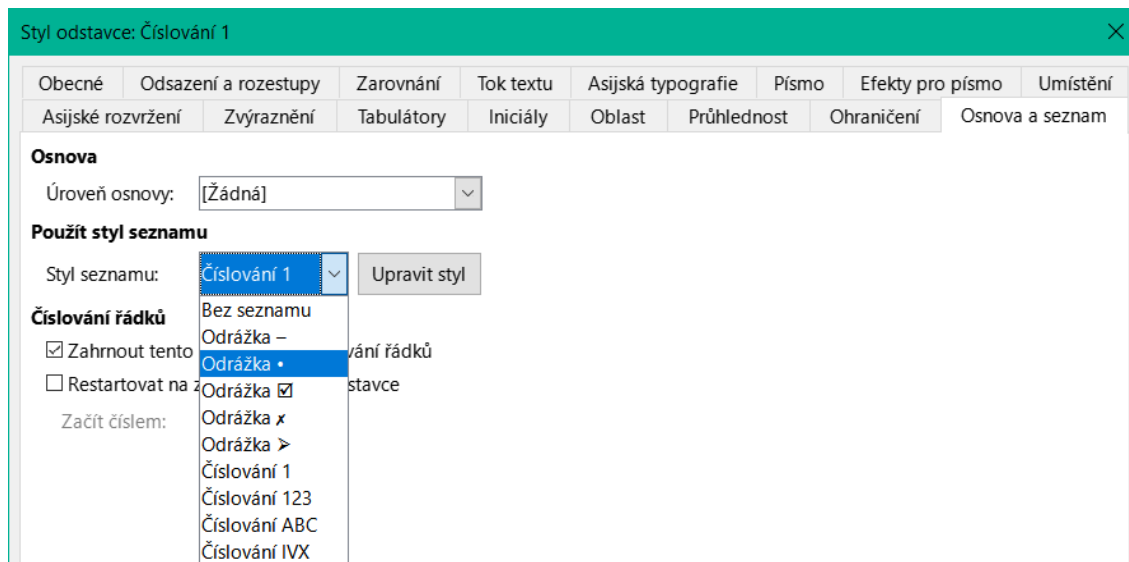 Styl odstavce: Číslování 1
Obecné Odsazení a rozestupy Zarovnání Tok textu Asijská typografie Písmo Efekty pro písmo Umístění
Asijské rozvržení Zvýraznění Tabulátory Iniciály Oblast Průhlednost Ohraničení Osnova a seznam
Osnova
Úroveň osnovy: [Žádná]
Použít styl seznamu
Styl seznamu: Číslování 1 Upravit styl
Bez seznamu
Číslování řádků
Odrážka –
Zahrnout tento vání řádků
Odrážka •
Restartovat na stavce
Odrážka ☑
Začít číslem:
Odrážka ✗
Odrážka ➢
Číslování 1
Číslování 123
Číslování ABC
Číslování IVX